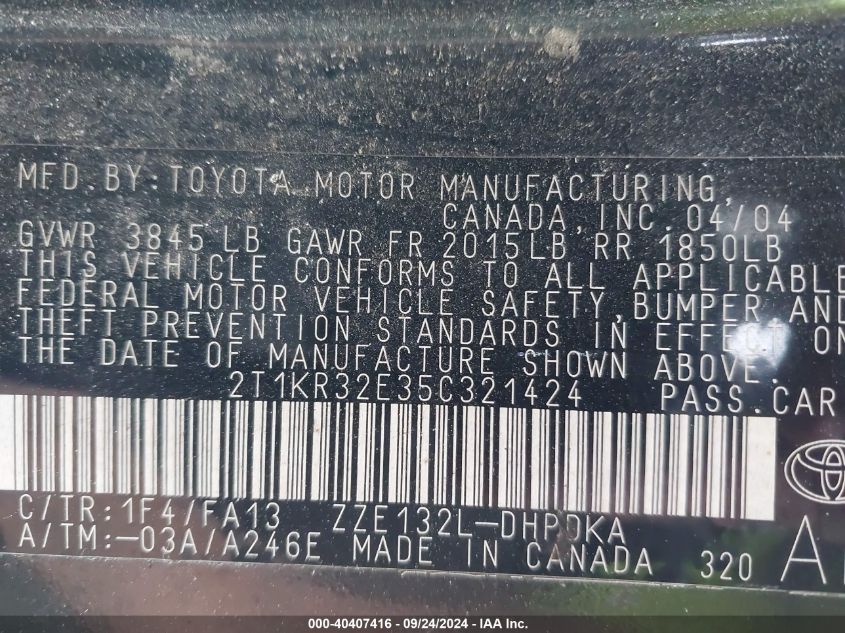 MFD.BY:TOYOTA MOTOR MANUFACTURING,
CANADA, INC. 04/04
GVWR 3845 LB GAWR FR 2015LB RR 1850LB
THIS VEHICLE CONFORMS TO ALL APPLICABLE
FEDERAL MOTOR VEHICLE SAFETY, BUMPER AND
THEFT PREVENTION STANDARDS IN EFFECT ON
THE DATE OF MANUFACTURE SHOWN ABOVE.
2T1KR32E35C321424 PASS.CAR
C/TR:1F4/FA13 ZZE132L-DHPDKA
A/TM:-03A/A246E MADE IN CANADA 320
000-40407416 - 09/24/2024 - © IAA, Inc.